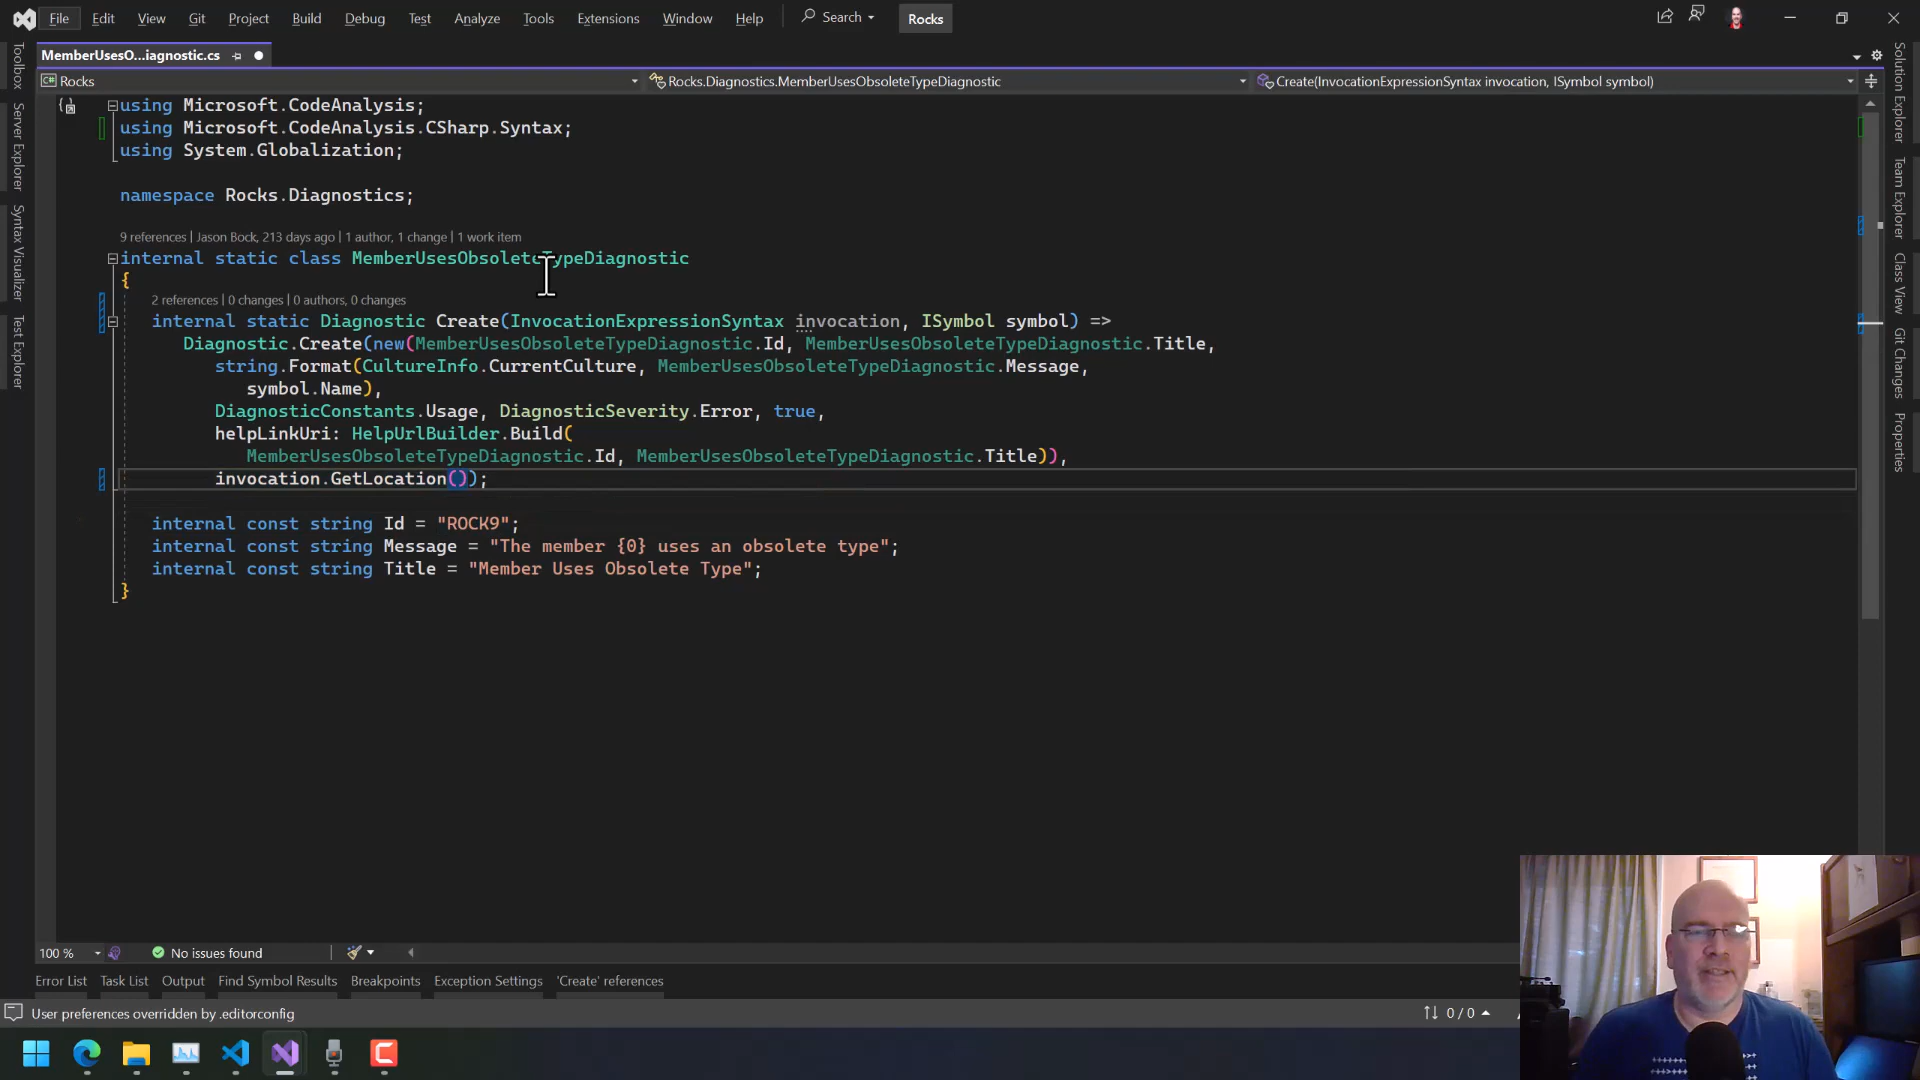 File Edit View Git Project Build Debug Test Analyze Tools Extensions Window Help Search Rocks
MemberUsesO...iagnostic.cs
Rocks Rocks.Diagnostics.MemberUsesObsoleteTypeDiagnostic Create(InvocationExpressionSyntax invocation, ISymbol symbol)
using Microsoft.CodeAnalysis;
using Microsoft.CodeAnalysis.CSharp.Syntax;
using System.Globalization;
namespace Rocks.Diagnostics;
9 references | Jason Bock, 213 days ago | 1 author, 1 change | 1 work item
internal static class MemberUsesObsoleteTypeDiagnostic
{
2 references | 0 changes | 0 authors, 0 changes
internal static Diagnostic Create(InvocationExpressionSyntax invocation, ISymbol symbol) =>
Diagnostic.Create(new(MemberUsesObsoleteTypeDiagnostic.Id, MemberUsesObsoleteTypeDiagnostic.Title,
string.Format(CultureInfo.CurrentCulture, MemberUsesObsoleteTypeDiagnostic.Message,
symbol.Name),
DiagnosticConstants.Usage, DiagnosticSeverity.Error, true,
helpLinkUri: HelpUrlBuilder.Build(
MemberUsesObsoleteTypeDiagnostic.Id, MemberUsesObsoleteTypeDiagnostic.Title)),
invocation.GetLocation());
internal const string Id = "ROCK9";
internal const string Message = "The member {0} uses an obsolete type";
internal const string Title = "Member Uses Obsolete Type";
}
Toolbox
Server Explorer
Syntax Visualizer
Test Explorer
Solution Explorer
Team Explorer
Class View
Git Changes
Properties
100 % No issues found
Error List Task List Output Find Symbol Results Breakpoints Exception Settings 'Create' references
User preferences overridden by .editorconfig 0 / 0